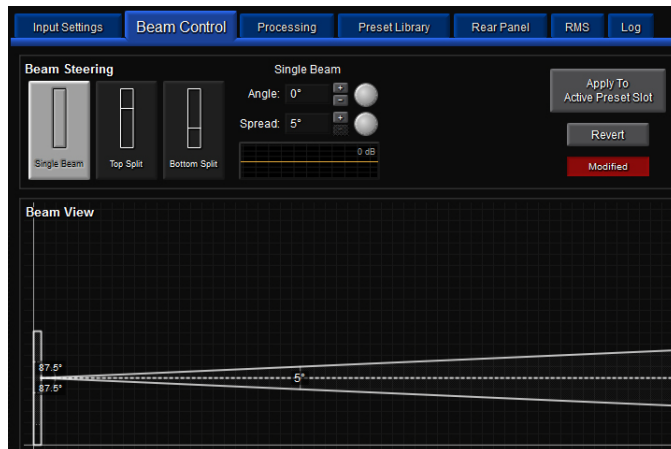 Input Settings
Beam Control
Processing
Preset Library
Rear Panel
RMS
Log
Beam Steering
Single Beam
Top Split
Bottom Split
Single Beam
Angle: 0° + -
Spread: 5° + -
0 dB
Apply To
Active Preset Slot
Revert
Modified
Beam View
87.5°
87.5°
5°